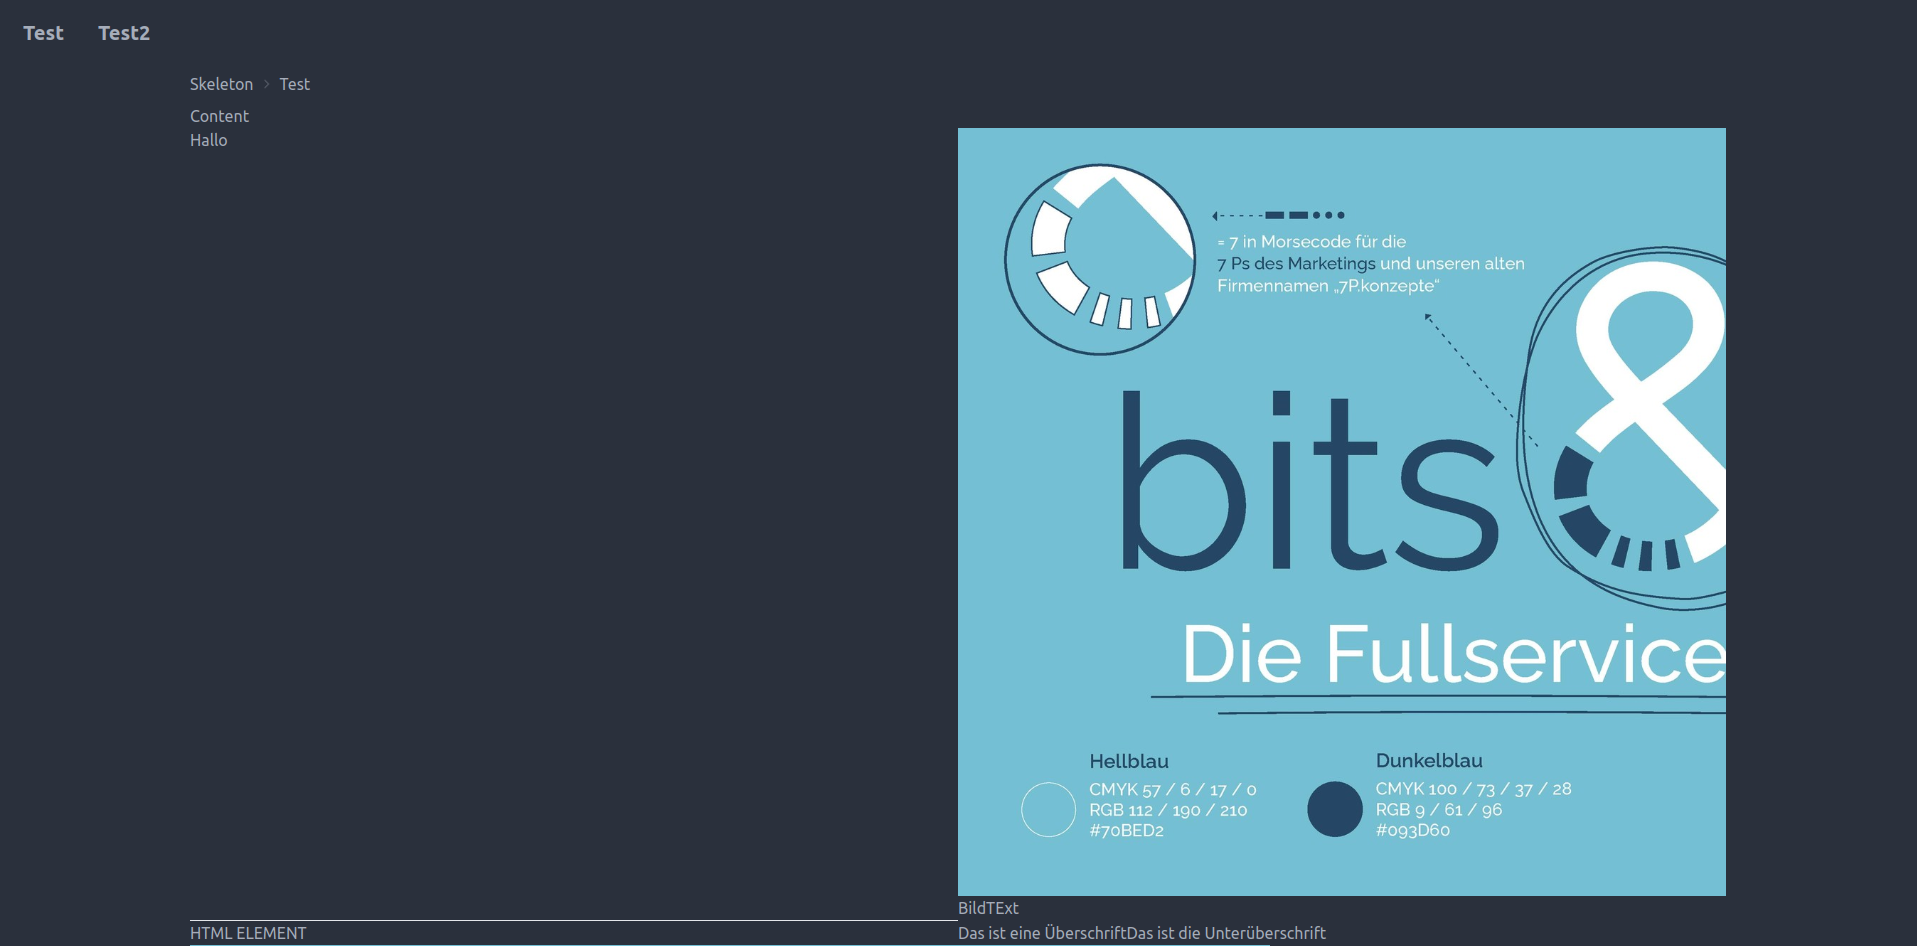 Test Test2
Skeleton > Test
Content
Hallo
= 7 in Morsecode für die
7 Ps des Marketings und unseren alten
Firmennamen „7P.konzepte“
bits &
Die Fullservice
Hellblau
CMYK 57 / 6 / 17 / 0
RGB 112 / 190 / 210
#70BED2
Dunkelblau
CMYK 100 / 73 / 37 / 28
RGB 9 / 61 / 96
#093D60
BildTExt
HTML ELEMENT
Das ist eine ÜberschriftDas ist die Unterüberschrift